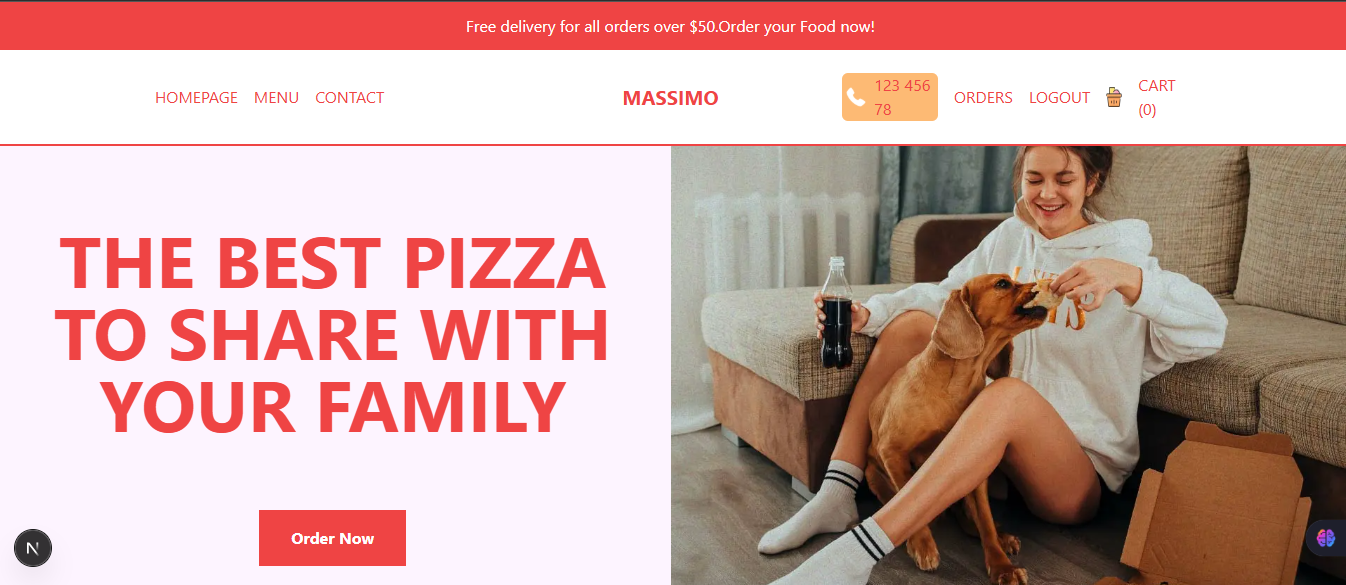 Free delivery for all orders over $50.Order your Food now!
HOMEPAGE MENU CONTACT
MASSIMO
123 456
78
ORDERS LOGOUT
CART
(0)
THE BEST PIZZA
TO SHARE WITH
YOUR FAMILY
Order Now
N